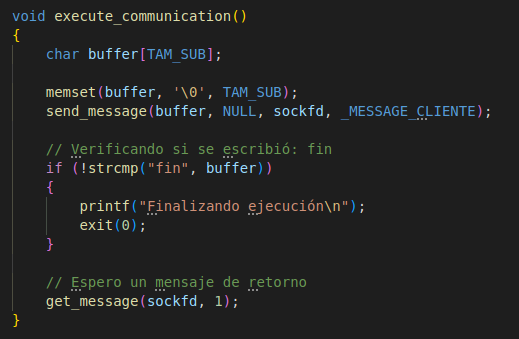 void execute_communication()
{
    char buffer[TAM_SUB];
    memset(buffer, '\0', TAM_SUB);
    send_message(buffer, NULL, sockfd, _MESSAGE_CLIENTE);
    // Verificando si se escribió: fin
    if (!strcmp("fin", buffer))
    {
        printf("Finalizando ejecución\n");
        exit(0);
    }
    // Espero un mensaje de retorno
    get_message(sockfd, 1);
}